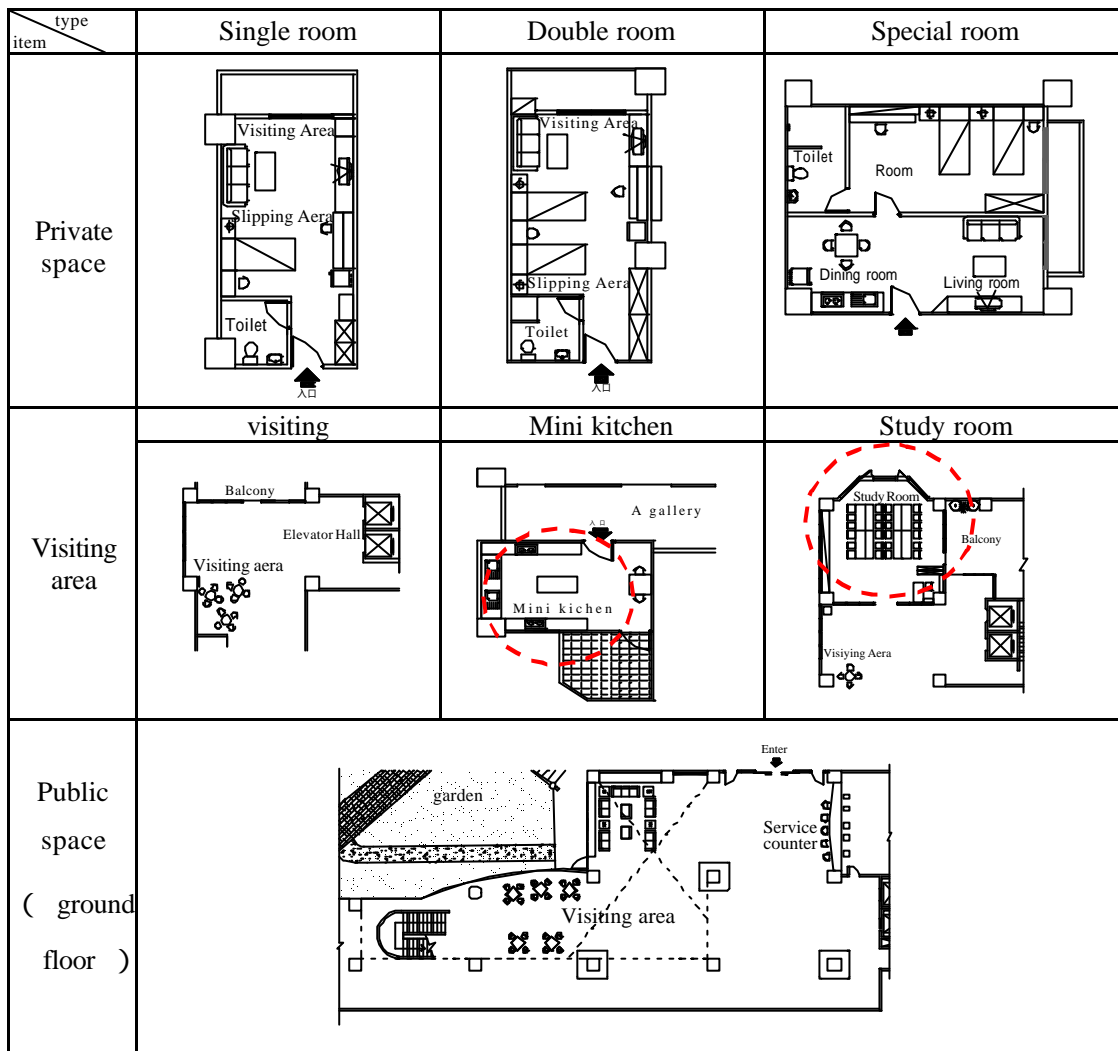 type
item
Single room
Double room
Special room
Private
space
Visiting Area
Slipping Aera
Toilet
入口
Visiting Area
Slipping Aera
Toilet
入口
Toilet
Room
Dining room
Living room
Visiting
area
visiting
Mini kitchen
Study room
Balcony
Elevator Hall
Visiting aera
A gallery
入口
Mini kichen
Study Room
Balcony
Visiying Aera
Public
space
( ground
floor )
garden
Enter
Service
counter
Visiting area